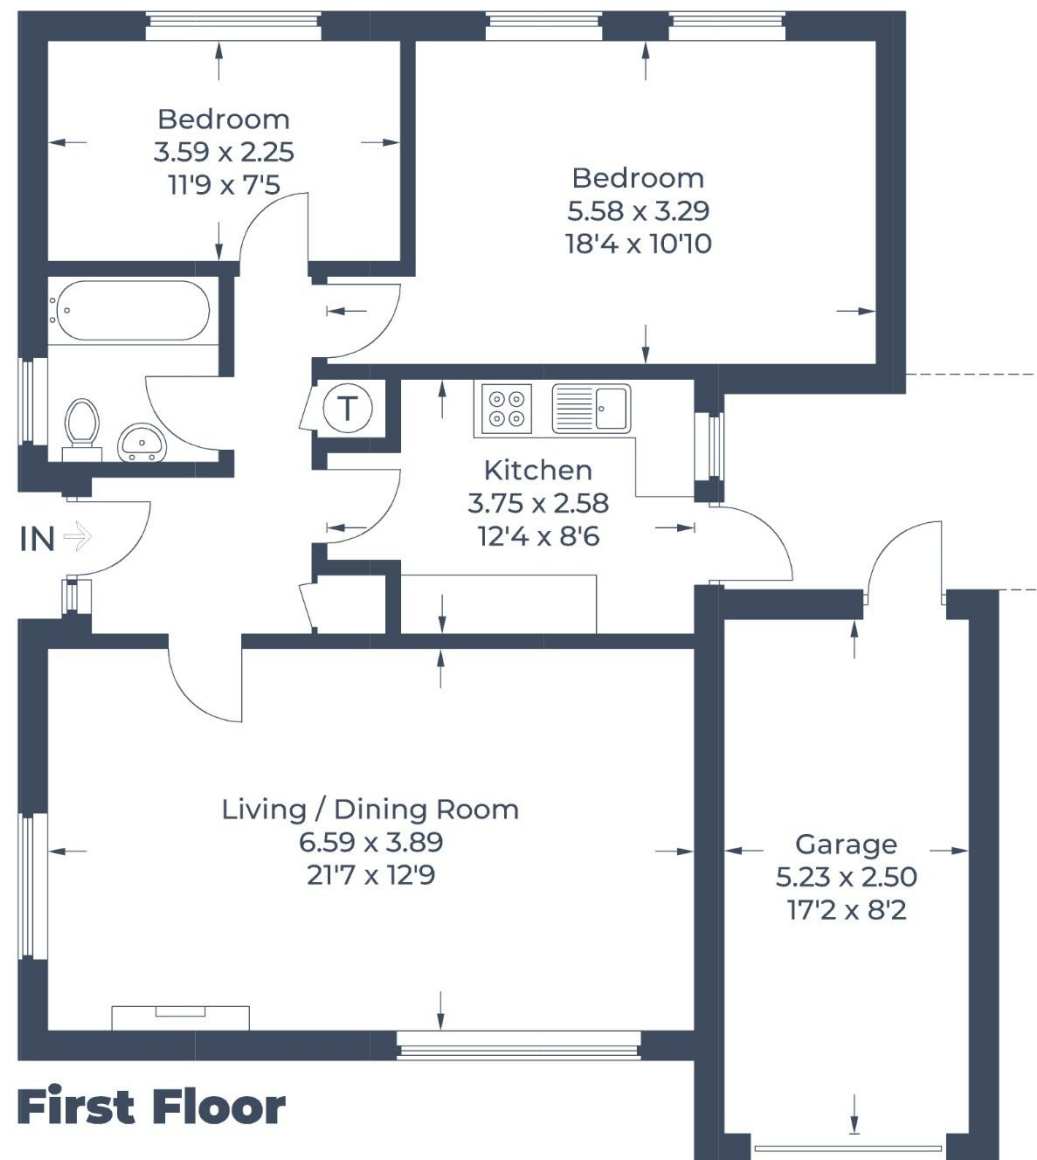 Bedroom
3.59 x 2.25
11'9 x 7'5
Bedroom
5.58 x 3.29
18'4 x 10'10
T
Kitchen
3.75 x 2.58
12'4 x 8'6
IN
Living / Dining Room
6.59 x 3.89
21'7 x 12'9
Garage
5.23 x 2.50
17'2 x 8'2
First Floor